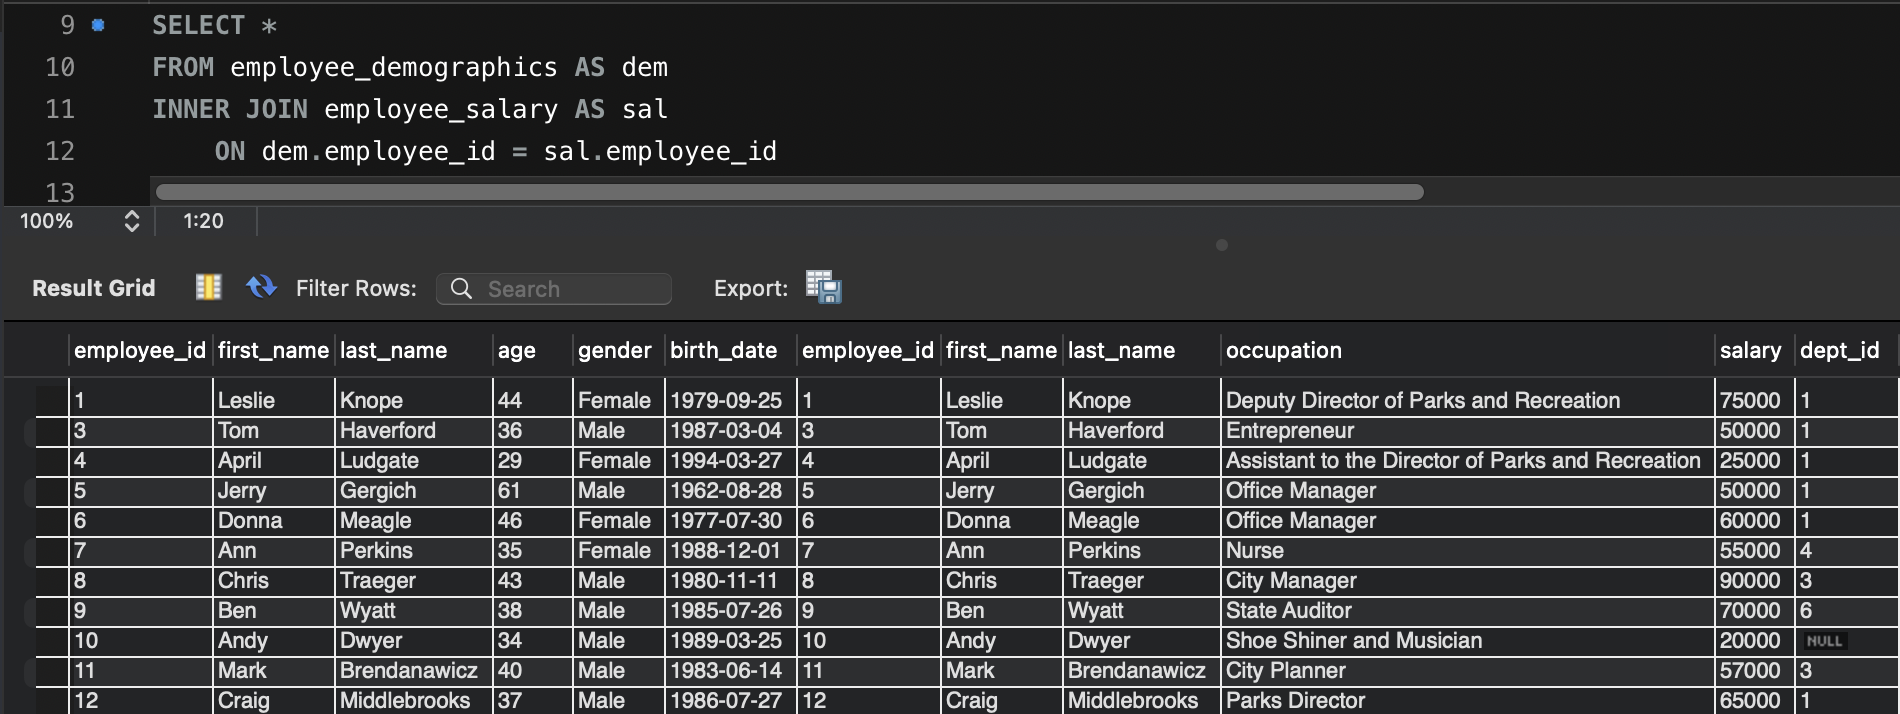 9 SELECT *
10 FROM employee_demographics AS dem
11 INNER JOIN employee_salary AS sal
12 ON dem.employee_id = sal.employee_id
13
100% 1:20
Result Grid Filter Rows: Search Export:
employee_id first_name last_name age gender birth_date employee_id first_name last_name occupation salary dept_id
1 Leslie Knope 44 Female 1979-09-25 1 Leslie Knope Deputy Director of Parks and Recreation 75000 1
3 Tom Haverford 36 Male 1987-03-04 3 Tom Haverford Entrepreneur 50000 1
4 April Ludgate 29 Female 1994-03-27 4 April Ludgate Assistant to the Director of Parks and Recreation 25000 1
5 Jerry Gergich 61 Male 1962-08-28 5 Jerry Gergich Office Manager 50000 1
6 Donna Meagle 46 Female 1977-07-30 6 Donna Meagle Office Manager 60000 1
7 Ann Perkins 35 Female 1988-12-01 7 Ann Perkins Nurse 55000 4
8 Chris Traeger 43 Male 1980-11-11 8 Chris Traeger City Manager 90000 3
9 Ben Wyatt 38 Male 1985-07-26 9 Ben Wyatt State Auditor 70000 6
10 Andy Dwyer 34 Male 1989-03-25 10 Andy Dwyer Shoe Shiner and Musician 20000 NULL
11 Mark Brendanawicz 40 Male 1983-06-14 11 Mark Brendanawicz City Planner 57000 3
12 Craig Middlebrooks 37 Male 1986-07-27 12 Craig Middlebrooks Parks Director 65000 1